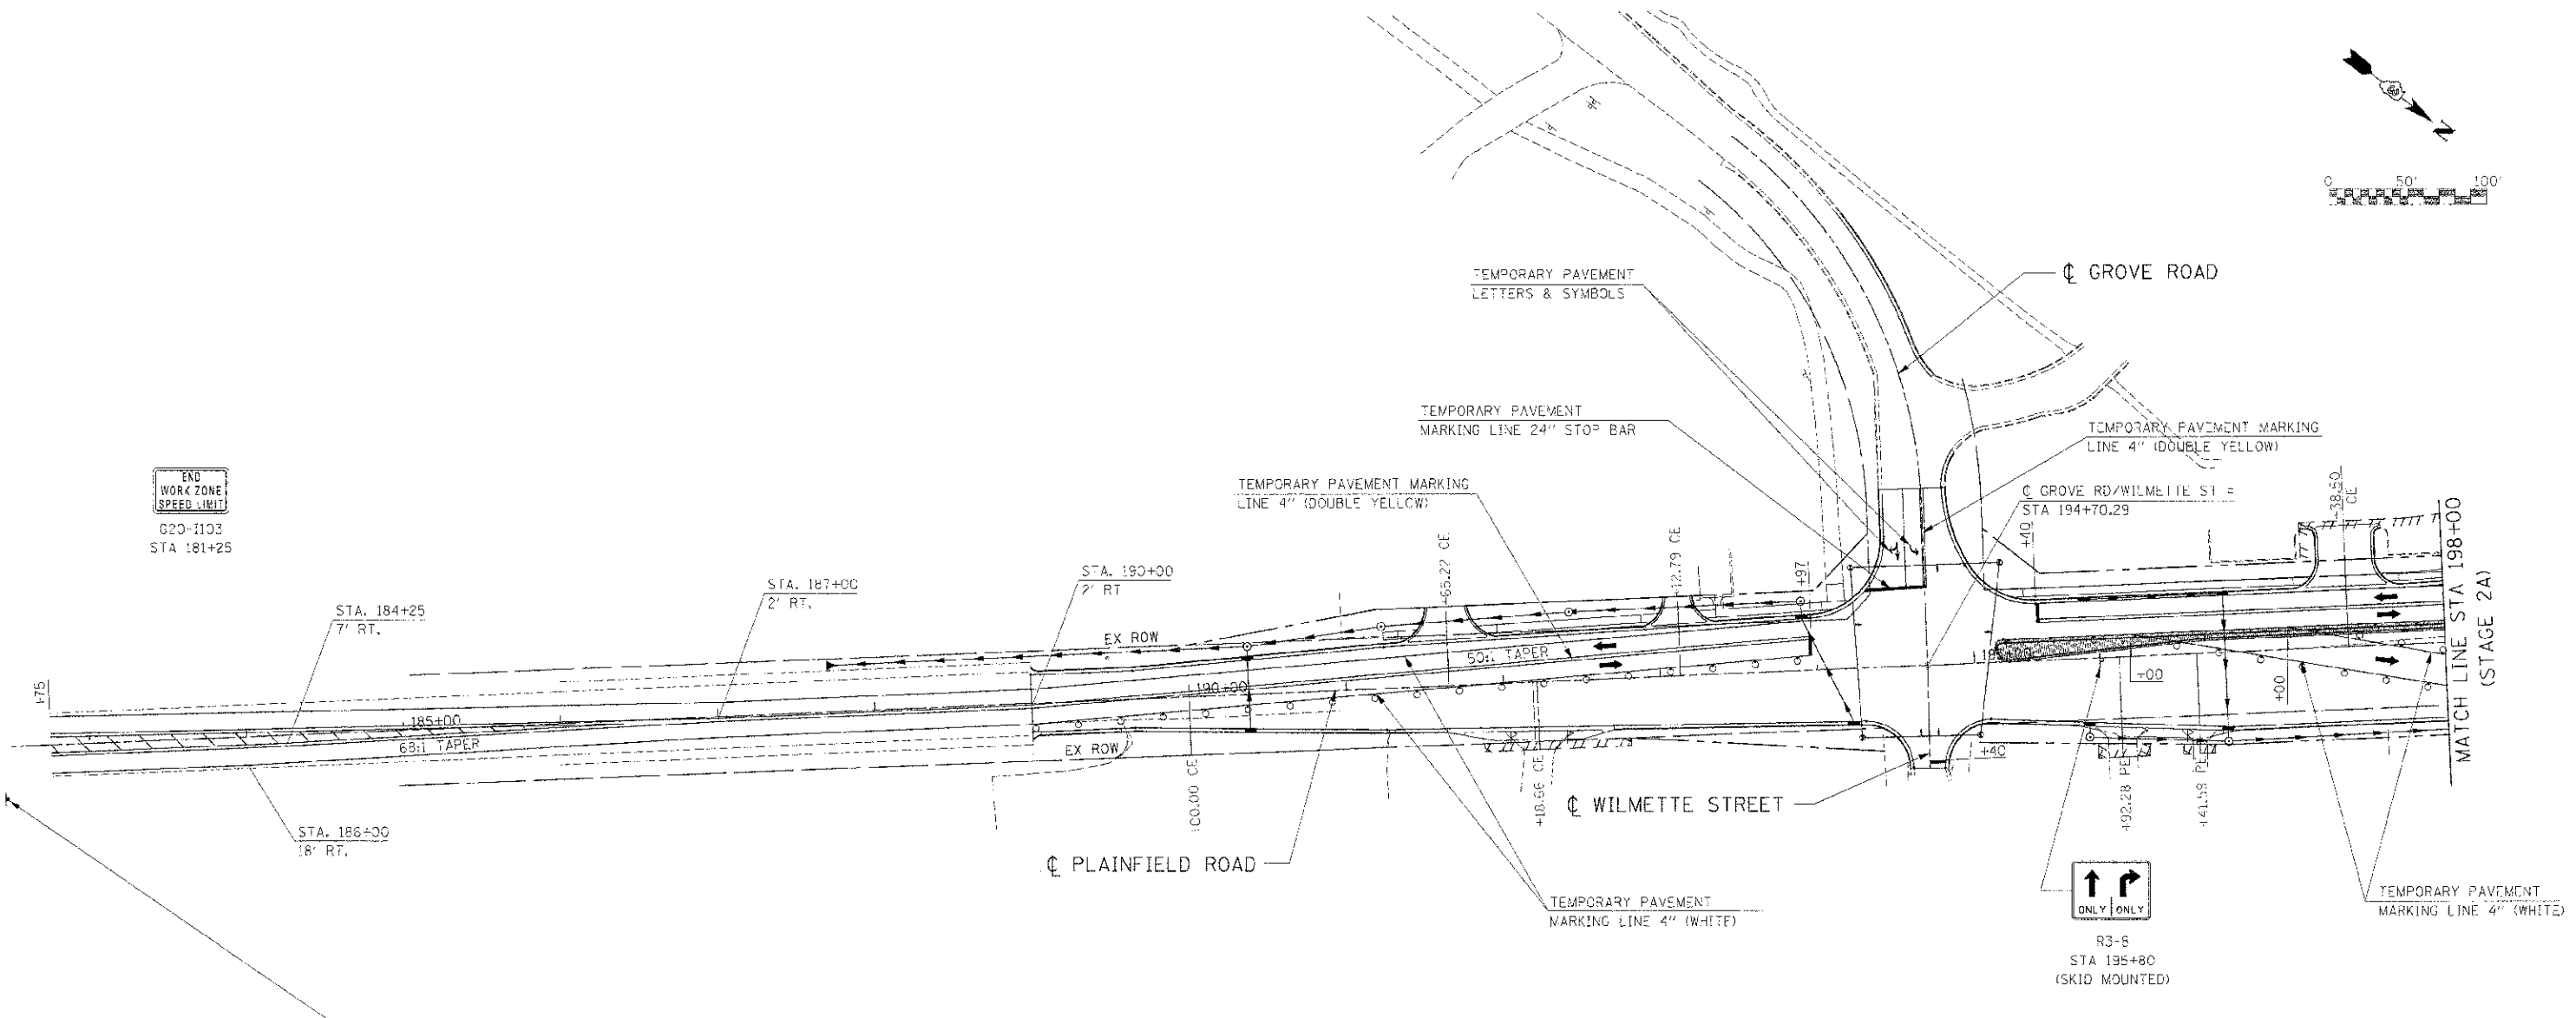 N
0 50' 100'
℄ GROVE ROAD
TEMPORARY PAVEMENT
LETTERS & SYMBOLS
TEMPORARY PAVEMENT
MARKING LINE 24" STOP BAR
TEMPORARY PAVEMENT MARKING
LINE 4" (DOUBLE YELLOW)
TEMPORARY PAVEMENT MARKING
LINE 4" (DOUBLE YELLOW)
℄ GROVE RD/WILMETTE ST =
STA 194+70.29
+40
+38.50
CE
MATCH LINE STA 198+00
(STAGE 2A)
END
WORK ZONE
SPEED LIMIT
G20-I103
STA 181+25
STA. 184+25
7' RT.
STA. 187+00
2' RT.
STA. 190+00
2' RT
+65.22 CE
+12.79 CE
+97
EX ROW
50:1 TAPER
+75
185+00
68:1 TAPER
190+00
EX ROW
+00
+00
STA. 186+00
18' RT.
+00.00 CE
+18.66 CE
+40
+92.28 PE
+41.59 PE
℄ WILMETTE STREET
℄ PLAINFIELD ROAD
TEMPORARY PAVEMENT
MARKING LINE 4" (WHITE)
ONLY ONLY
R3-8
STA 195+80
(SKID MOUNTED)
TEMPORARY PAVEMENT
MARKING LINE 4" (WHITE)